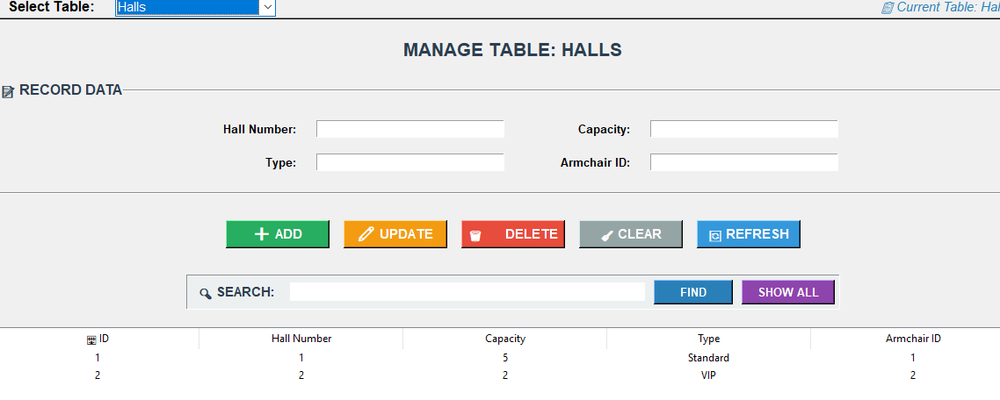 Select Table: Halls Current Table: Hal
MANAGE TABLE: HALLS
RECORD DATA
Hall Number: Capacity:
Type: Armchair ID:
ADD UPDATE DELETE CLEAR REFRESH
SEARCH: FIND SHOW ALL
ID Hall Number Capacity Type Armchair ID
1 1 5 Standard 1
2 2 2 VIP 2